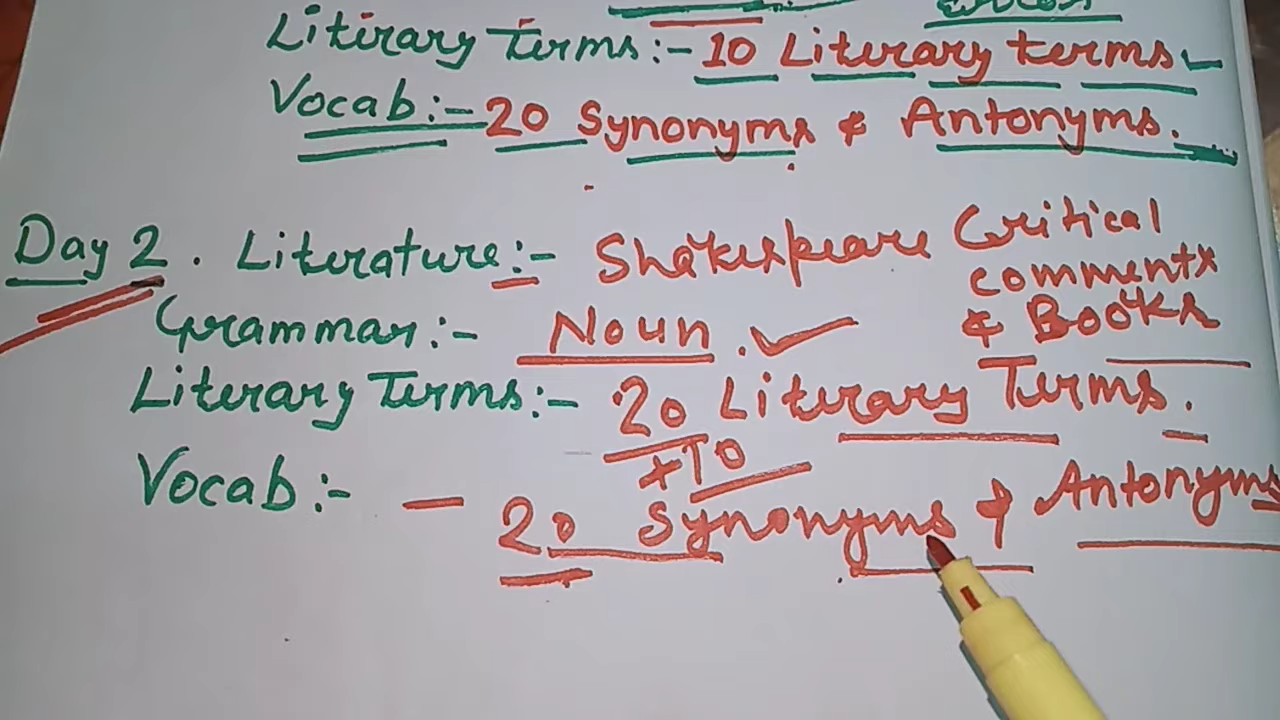 Litirary Terms:- 10 Literary terms
Vocab:- 20 Synonyms & Antonyms.
Day 2. Literature:- Shakespeare Critical
comments
& Books
Grammar:- Noun.
Literary Terms:- 20 Literary Terms.
+10
Vocab:- - 20 Synonyms & Antonyms